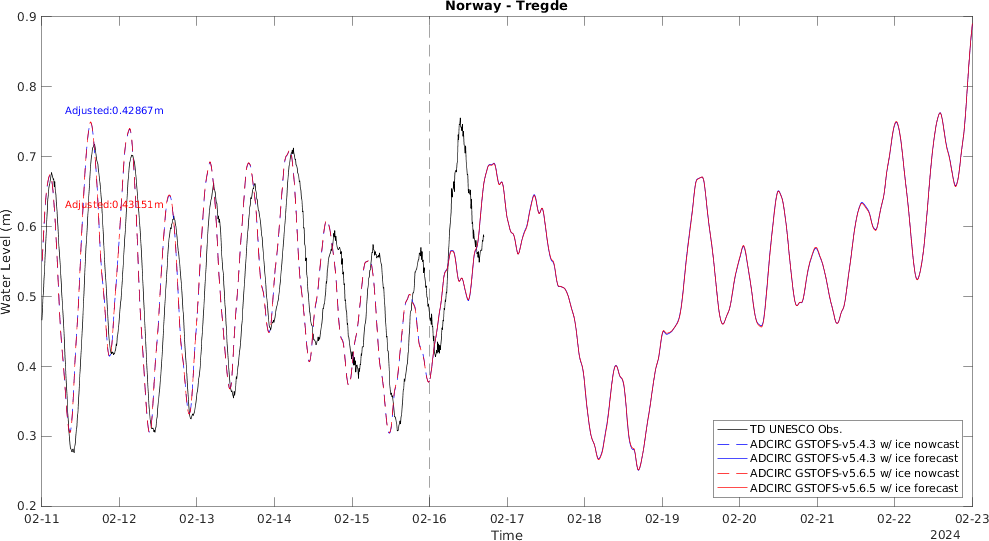 Norway - Tregde
0.9
0.8
0.7
0.6
0.5
0.4
0.3
0.2
Water Level (m)
Adjusted:0.42867m
Adjusted:0.43151m
TD UNESCO Obs.
ADCIRC GSTOFS-v5.4.3 w/ ice nowcast
ADCIRC GSTOFS-v5.4.3 w/ ice forecast
ADCIRC GSTOFS-v5.6.5 w/ ice nowcast
ADCIRC GSTOFS-v5.6.5 w/ ice forecast
02-11 02-12 02-13 02-14 02-15 02-16 02-17 02-18 02-19 02-20 02-21 02-22 02-23
Time
2024